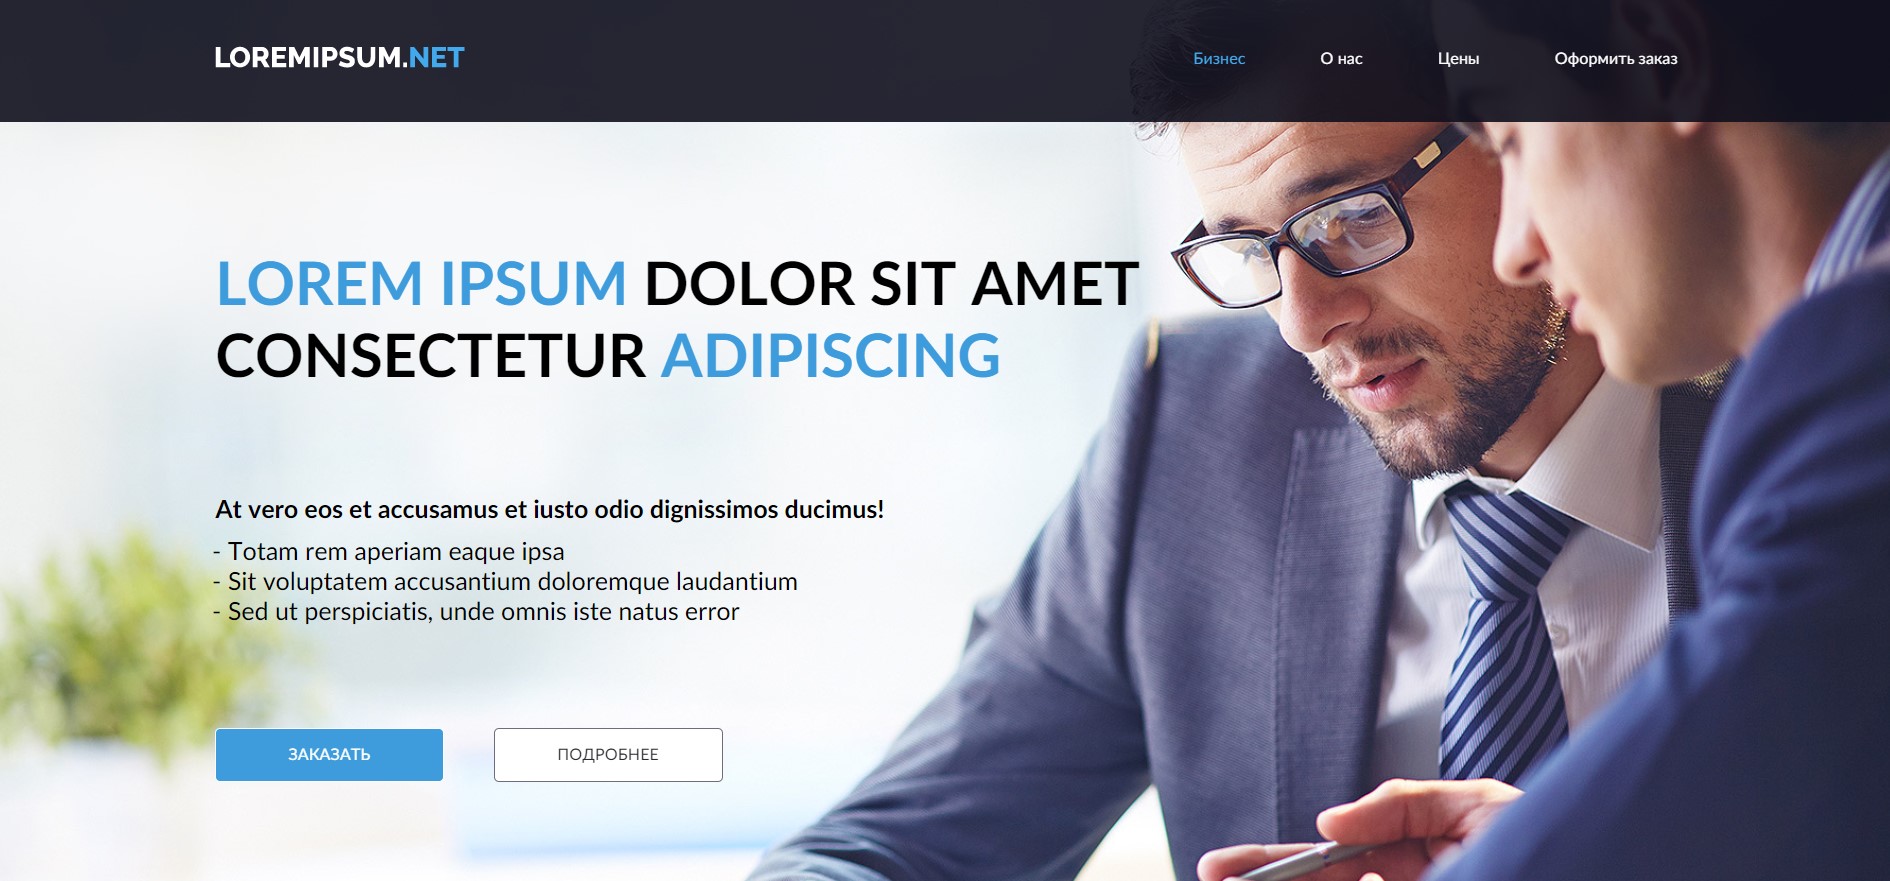 LOREMIPSUM.NET
Бизнес О нас Цены Оформить заказ
LOREM IPSUM DOLOR SIT AMET
CONSECTETUR ADIPISCING
At vero eos et accusamus et iusto odio dignissimos ducimus!
- Totam rem aperiam eaque ipsa
- Sit voluptatem accusantium doloremque laudantium
- Sed ut perspiciatis, unde omnis iste natus error
ЗАКАЗАТЬ ПОДРОБНЕЕ